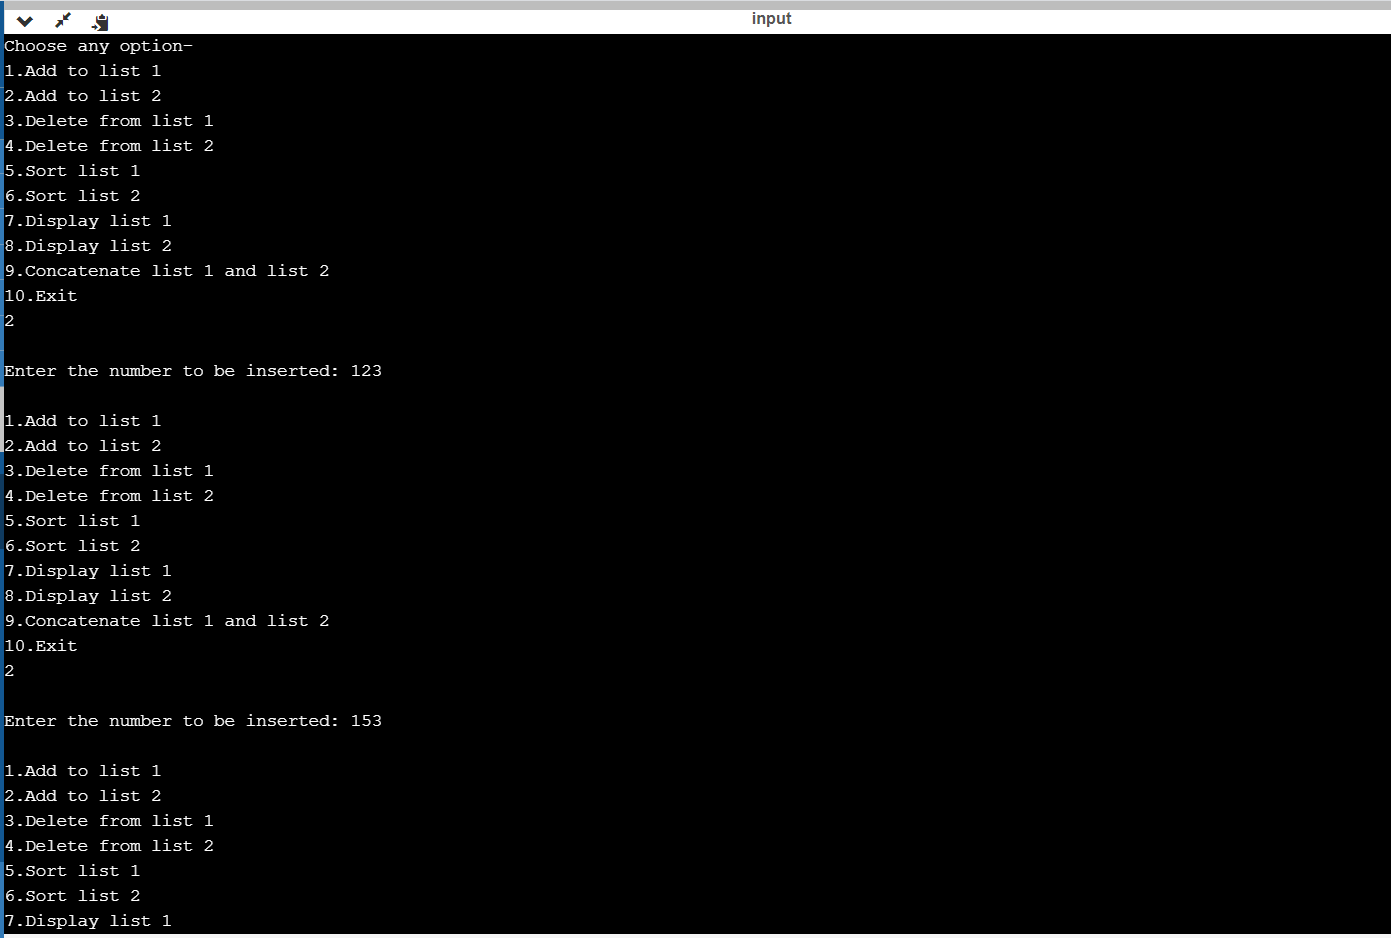 input
Choose any option-
1.Add to list 1
2.Add to list 2
3.Delete from list 1
4.Delete from list 2
5.Sort list 1
6.Sort list 2
7.Display list 1
8.Display list 2
9.Concatenate list 1 and list 2
10.Exit
2
Enter the number to be inserted: 123
1.Add to list 1
2.Add to list 2
3.Delete from list 1
4.Delete from list 2
5.Sort list 1
6.Sort list 2
7.Display list 1
8.Display list 2
9.Concatenate list 1 and list 2
10.Exit
2
Enter the number to be inserted: 153
1.Add to list 1
2.Add to list 2
3.Delete from list 1
4.Delete from list 2
5.Sort list 1
6.Sort list 2
7.Display list 1